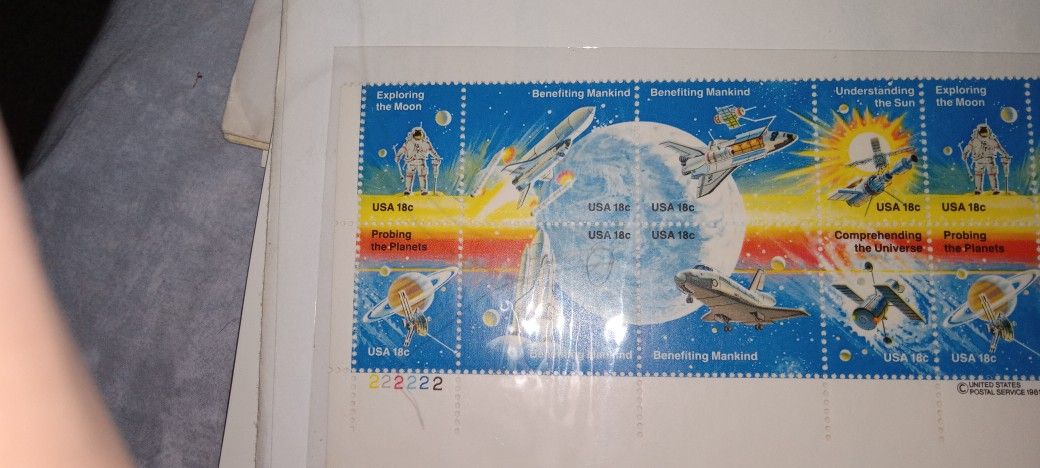 Exploring
the Moon
USA 18c
Benefiting Mankind
USA 18c
Benefiting Mankind
USA 18c
Understanding
the Sun
USA 18c
Exploring
the Moon
USA 18c
Probing
the Planets
USA 18c
USA 18c
Benefiting Mankind
USA 18c
Benefiting Mankind
Comprehending
the Universe
USA 18c
Probing
the Planets
USA 18c
222222
© UNITED STATES
POSTAL SERVICE 1981